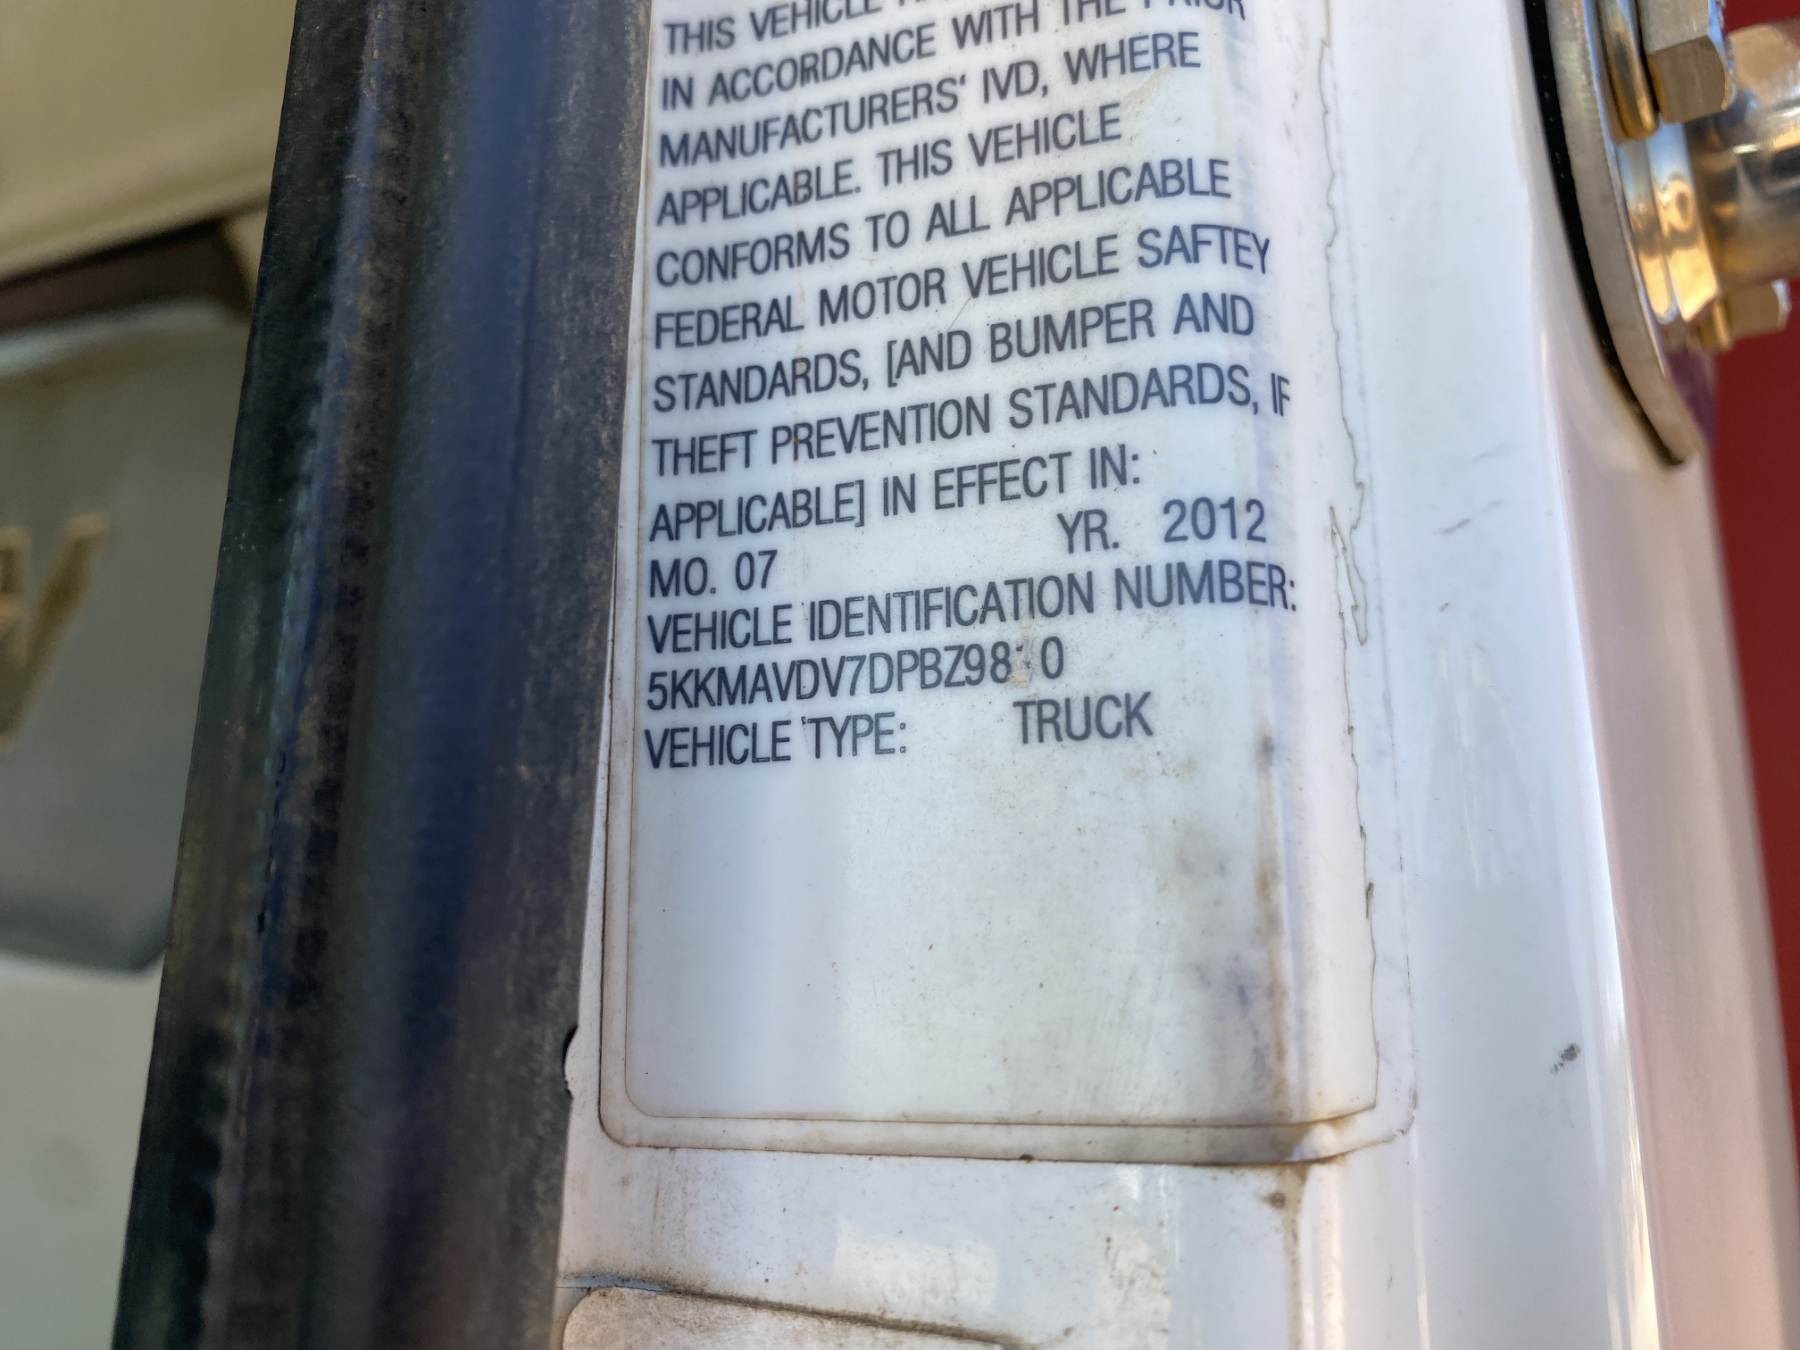 THIS VEHICLE
IN ACCORDANCE WITH THE PRIOR
MANUFACTURERS' IVD, WHERE
APPLICABLE. THIS VEHICLE
CONFORMS TO ALL APPLICABLE
FEDERAL MOTOR VEHICLE SAFTEY
STANDARDS, [AND BUMPER AND
THEFT PREVENTION STANDARDS, IF
APPLICABLE] IN EFFECT IN:
MO. 07 YR. 2012
VEHICLE IDENTIFICATION NUMBER:
VEHICLE TYPE: TRUCK